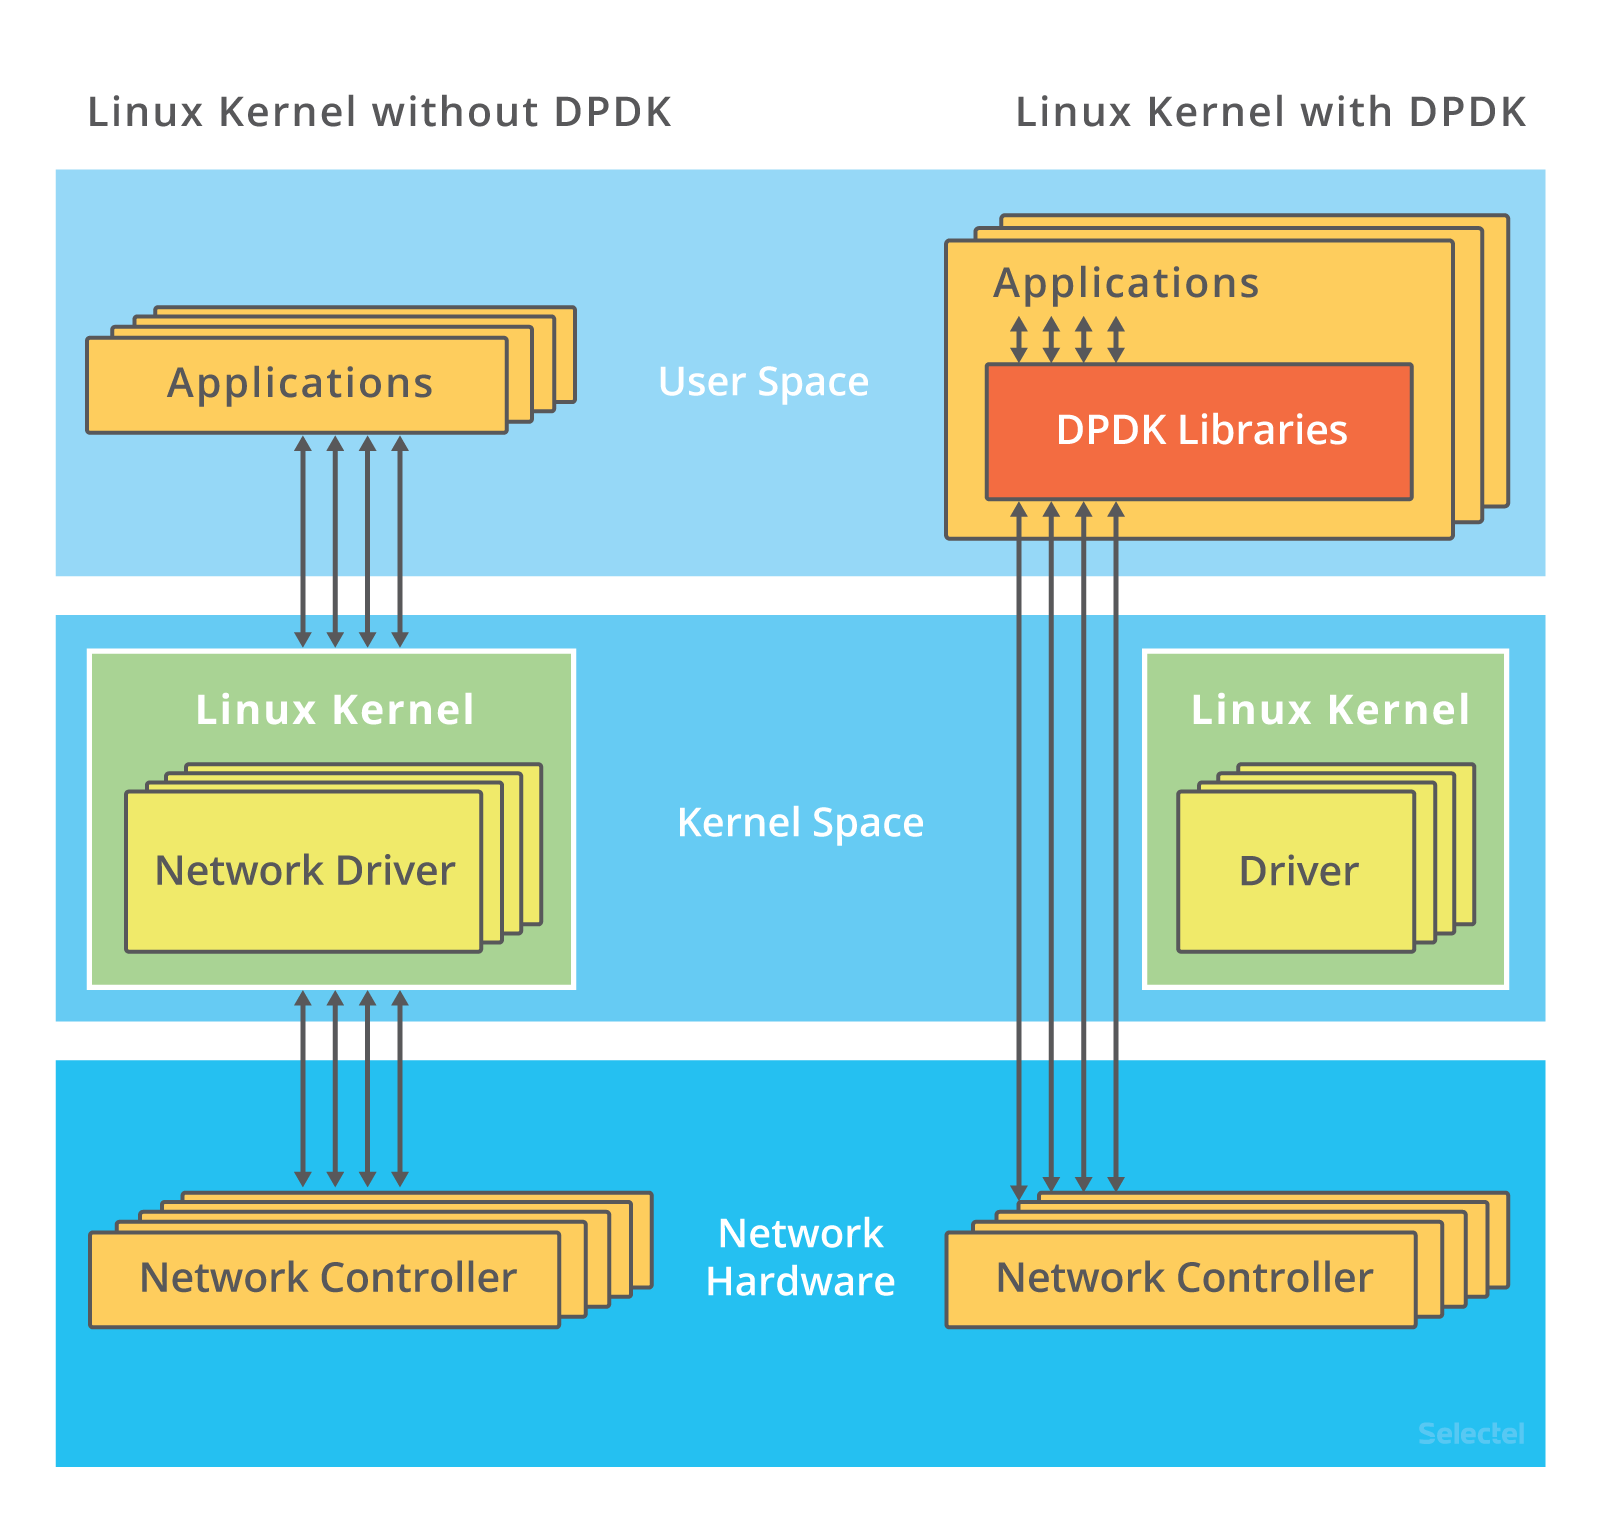 Linux Kernel without DPDK
Linux Kernel with DPDK
Applications
User Space
Applications
DPDK Libraries
Linux Kernel
Network Driver
Kernel Space
Linux Kernel
Driver
Network Controller
Network
Hardware
Network Controller
Selectel